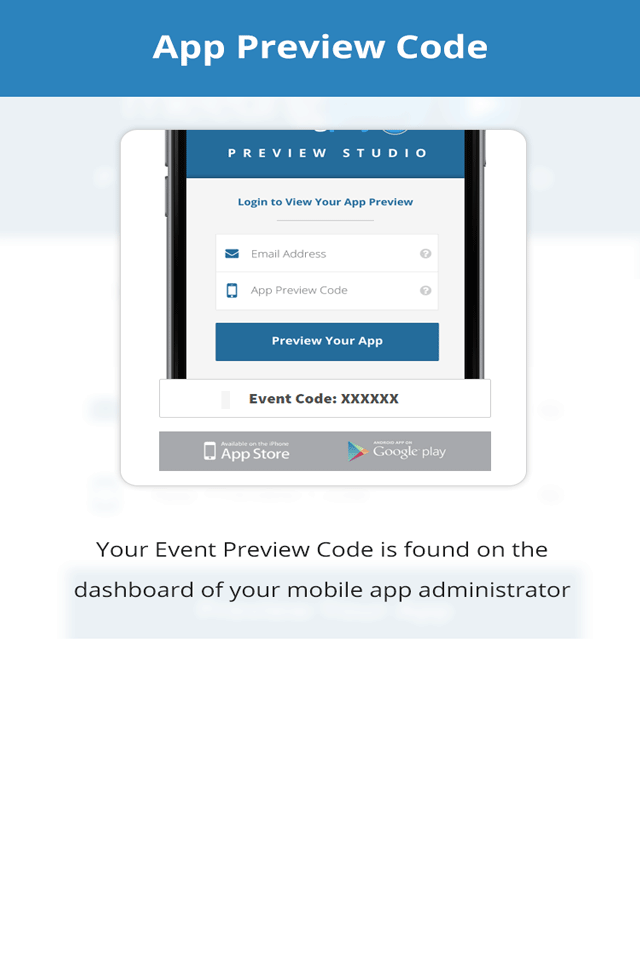 App Preview Code
PREVIEW STUDIO
Login to View Your App Preview
Email Address ?
App Preview Code ?
Preview Your App
Event Code: XXXXXX
Available on the iPhone
App Store
ANDROID APP ON
Google play
Your Event Preview Code is found on the
dashboard of your mobile app administrator